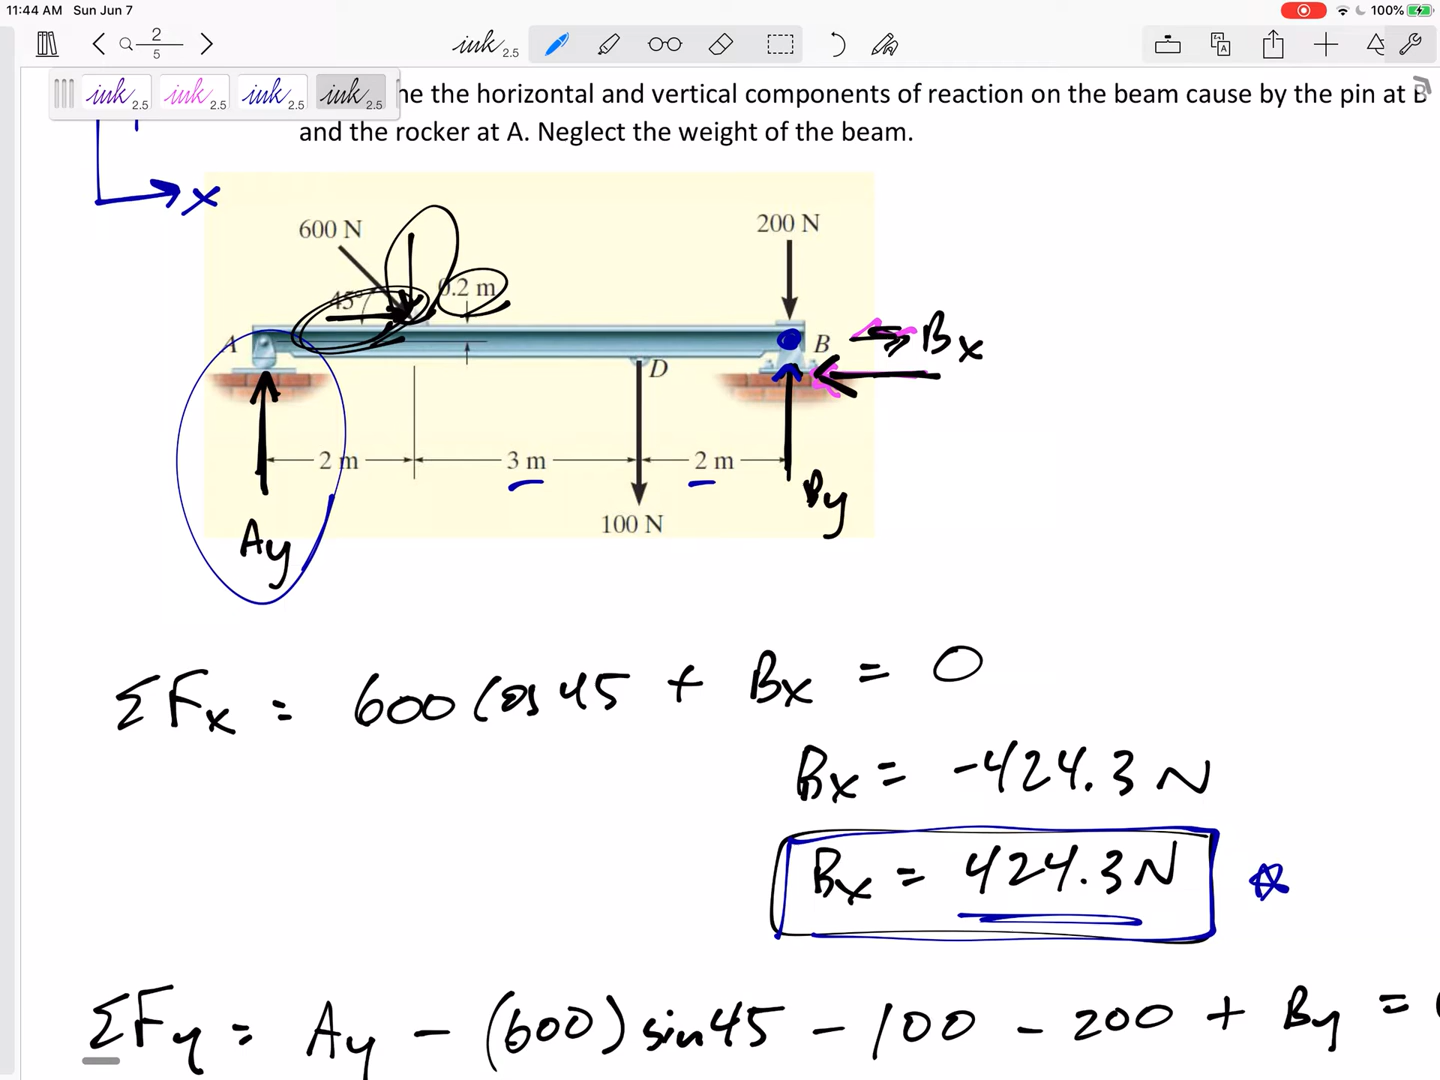 11:44 AM Sun Jun 7
100%
2
5
ink 2.5
ink 2.5 ink 2.5 ink 2.5 ink 2.5
ne the horizontal and vertical components of reaction on the beam cause by the pin at B
and the rocker at A. Neglect the weight of the beam.
x
600 N
200 N
45°
0.2 m
A
B
Bx
D
2 m
3 m
2 m
By
100 N
Ay
ΣFx = 600 cos 45 + Bx = 0
Bx = -424.3 N
Bx = 424.3 N
ΣFy = Ay - (600) sin 45 - 100 - 200 + By =